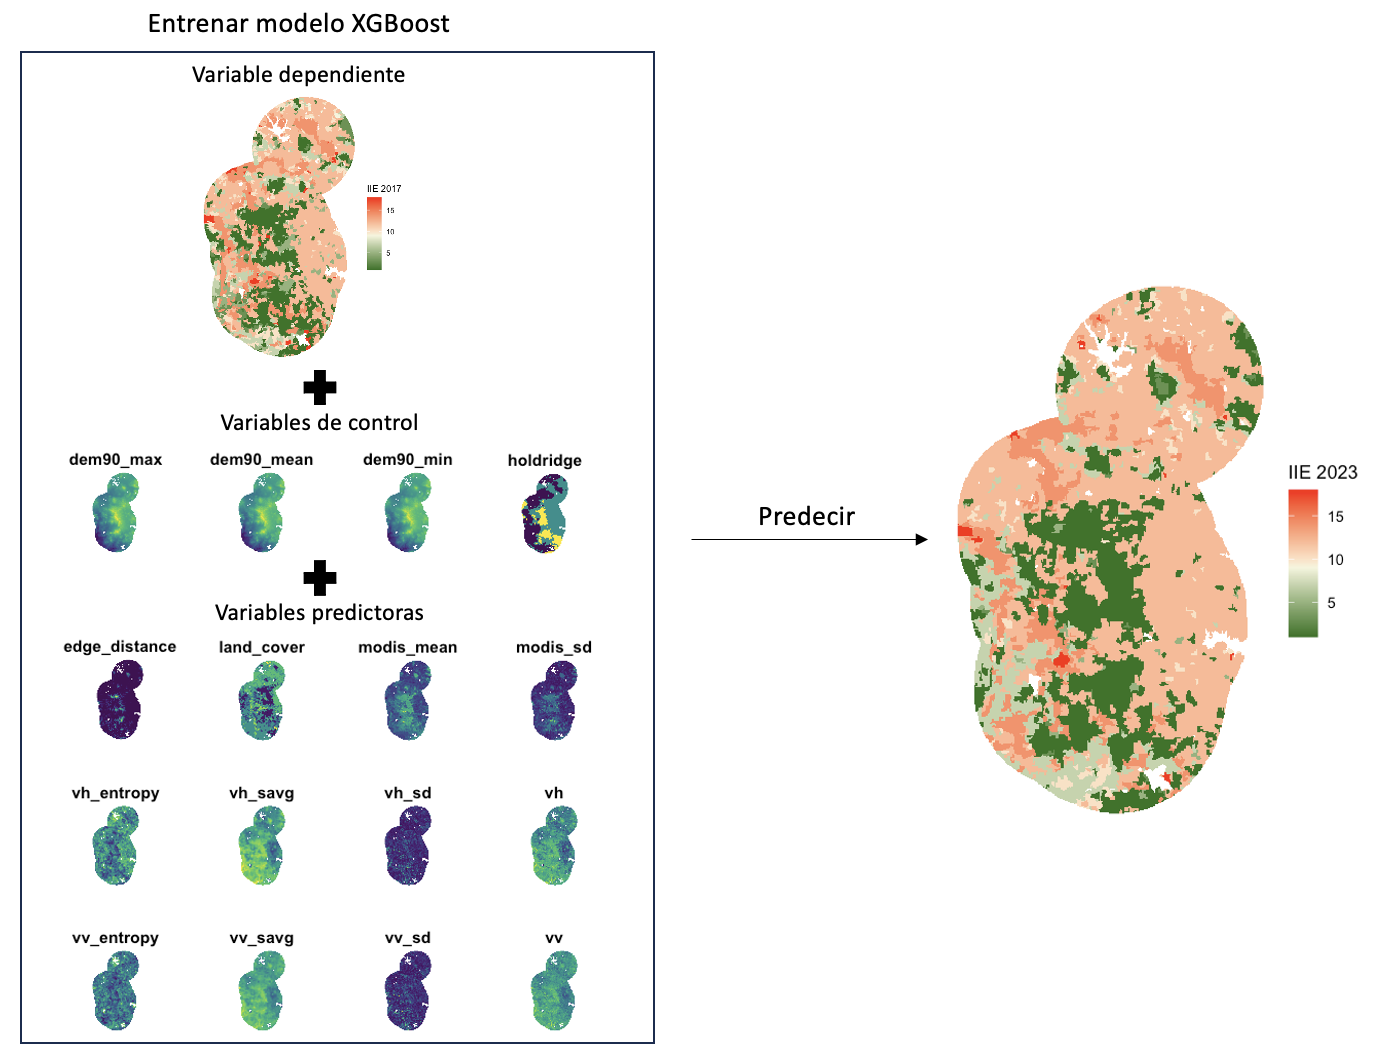 Entrenar modelo XGBoost
Variable dependiente
IIE 2017
15
10
5
Variables de control
dem90_max
dem90_mean
dem90_min
holdridge
Variables predictoras
edge_distance
land_cover
modis_mean
modis_sd
vh_entropy
vh_savg
vh_sd
vh
vv_entropy
vv_savg
vv_sd
vv
Predecir
IIE 2023
15
10
5